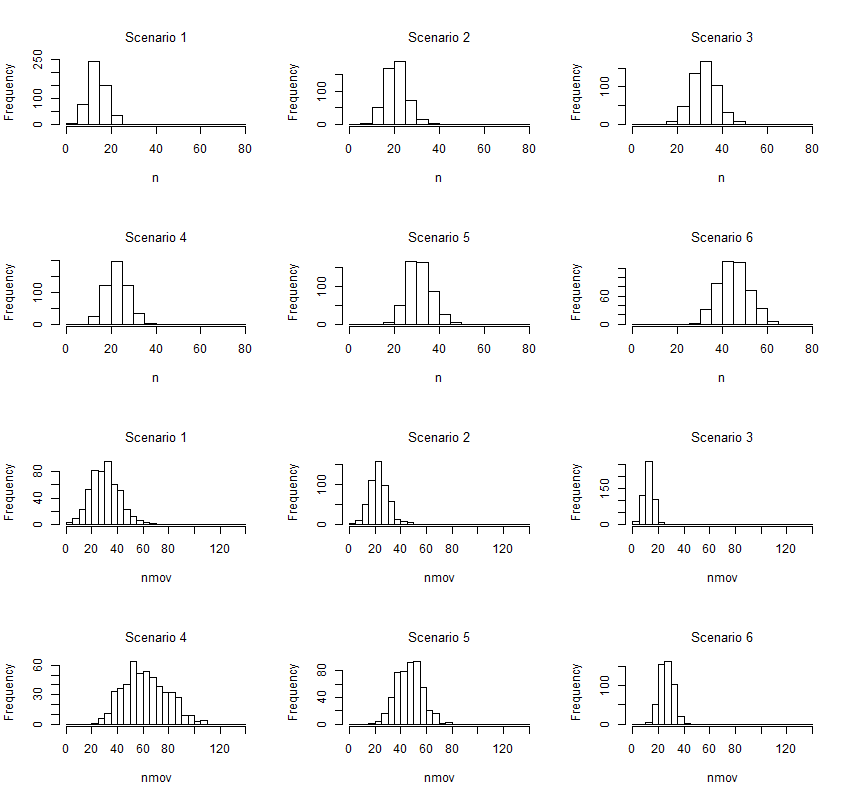 Scenario 1 Scenario 2 Scenario 3
Frequency 0 100 250 Frequency 0 100 Frequency 0 100
0 20 40 60 80 0 20 40 60 80 0 20 40 60 80
n n n
Scenario 4 Scenario 5 Scenario 6
Frequency 0 100 Frequency 0 100 Frequency 0 60
0 20 40 60 80 0 20 40 60 80 0 20 40 60 80
n n n
Scenario 1 Scenario 2 Scenario 3
Frequency 0 40 80 Frequency 0 100 Frequency 0 150
0 20 40 60 80 120 0 20 40 60 80 120 0 20 40 60 80 120
nmov nmov nmov
Scenario 4 Scenario 5 Scenario 6
Frequency 0 30 60 Frequency 0 40 80 Frequency 0 100
0 20 40 60 80 120 0 20 40 60 80 120 0 20 40 60 80 120
nmov nmov nmov